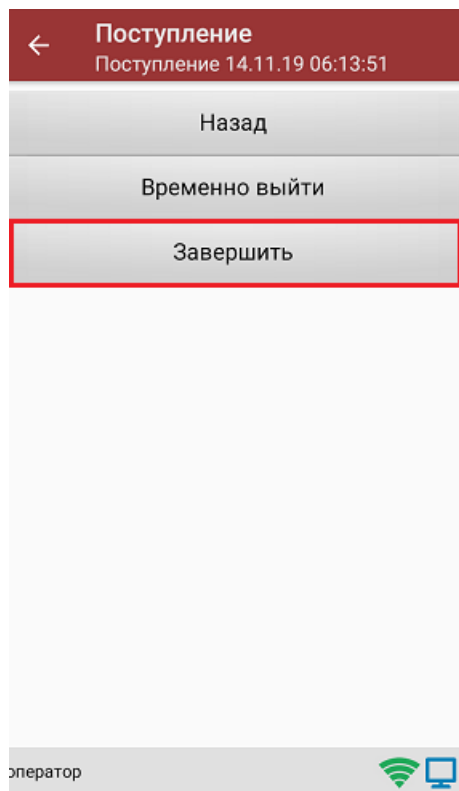 Поступление
Поступление 14.11.19 06:13:51
Назад
Временно выйти
Завершить
оператор